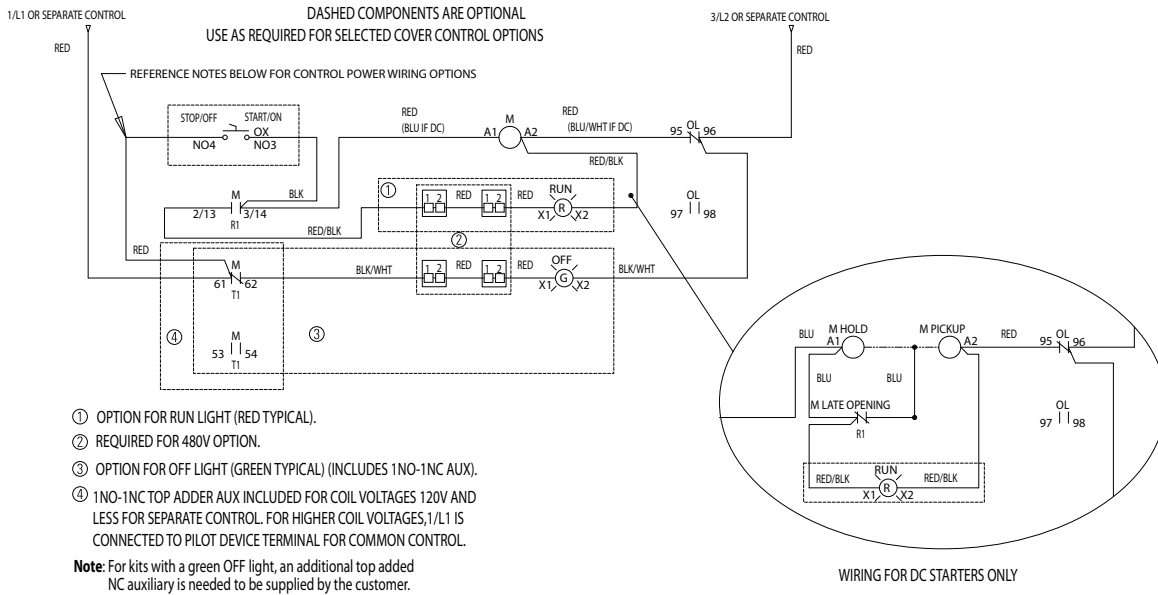 1/L1 OR SEPARATE CONTROL
DASHED COMPONENTS ARE OPTIONAL
USE AS REQUIRED FOR SELECTED COVER CONTROL OPTIONS
3/L2 OR SEPARATE CONTROL
RED
RED
REFERENCE NOTES BELOW FOR CONTROL POWER WIRING OPTIONS
STOP/OFF
START/ON
OX
NO4
NO3
RED
(BLU IF DC)
M
A1
A2
RED
(BLU/WHT IF DC)
OL
95
96
RED/BLK
M
BLK
2/13
3/14
R1
RED/BLK
①
1 2
RED
1 2
RED
RUN
R
X1
X2
OL
97
98
②
RED
M
61
62
T1
BLK/WHT
1 2
RED
1 2
RED
OFF
G
X1
X2
BLK/WHT
④
M
53
54
T1
③
BLU
M HOLD
A1
M PICKUP
A2
RED
OL
95
96
BLU
BLU
M LATE OPENING
R1
OL
97
98
RED/BLK
RUN
R
X1
X2
RED/BLK
WIRING FOR DC STARTERS ONLY
① OPTION FOR RUN LIGHT (RED TYPICAL).
② REQUIRED FOR 480V OPTION.
③ OPTION FOR OFF LIGHT (GREEN TYPICAL) (INCLUDES 1NO-1NC AUX).
④ 1NO-1NC TOP ADDER AUX INCLUDED FOR COIL VOLTAGES 120V AND
LESS FOR SEPARATE CONTROL. FOR HIGHER COIL VOLTAGES,1/L1 IS
CONNECTED TO PILOT DEVICE TERMINAL FOR COMMON CONTROL.
Note: For kits with a green OFF light, an additional top added
NC auxiliary is needed to be supplied by the customer.